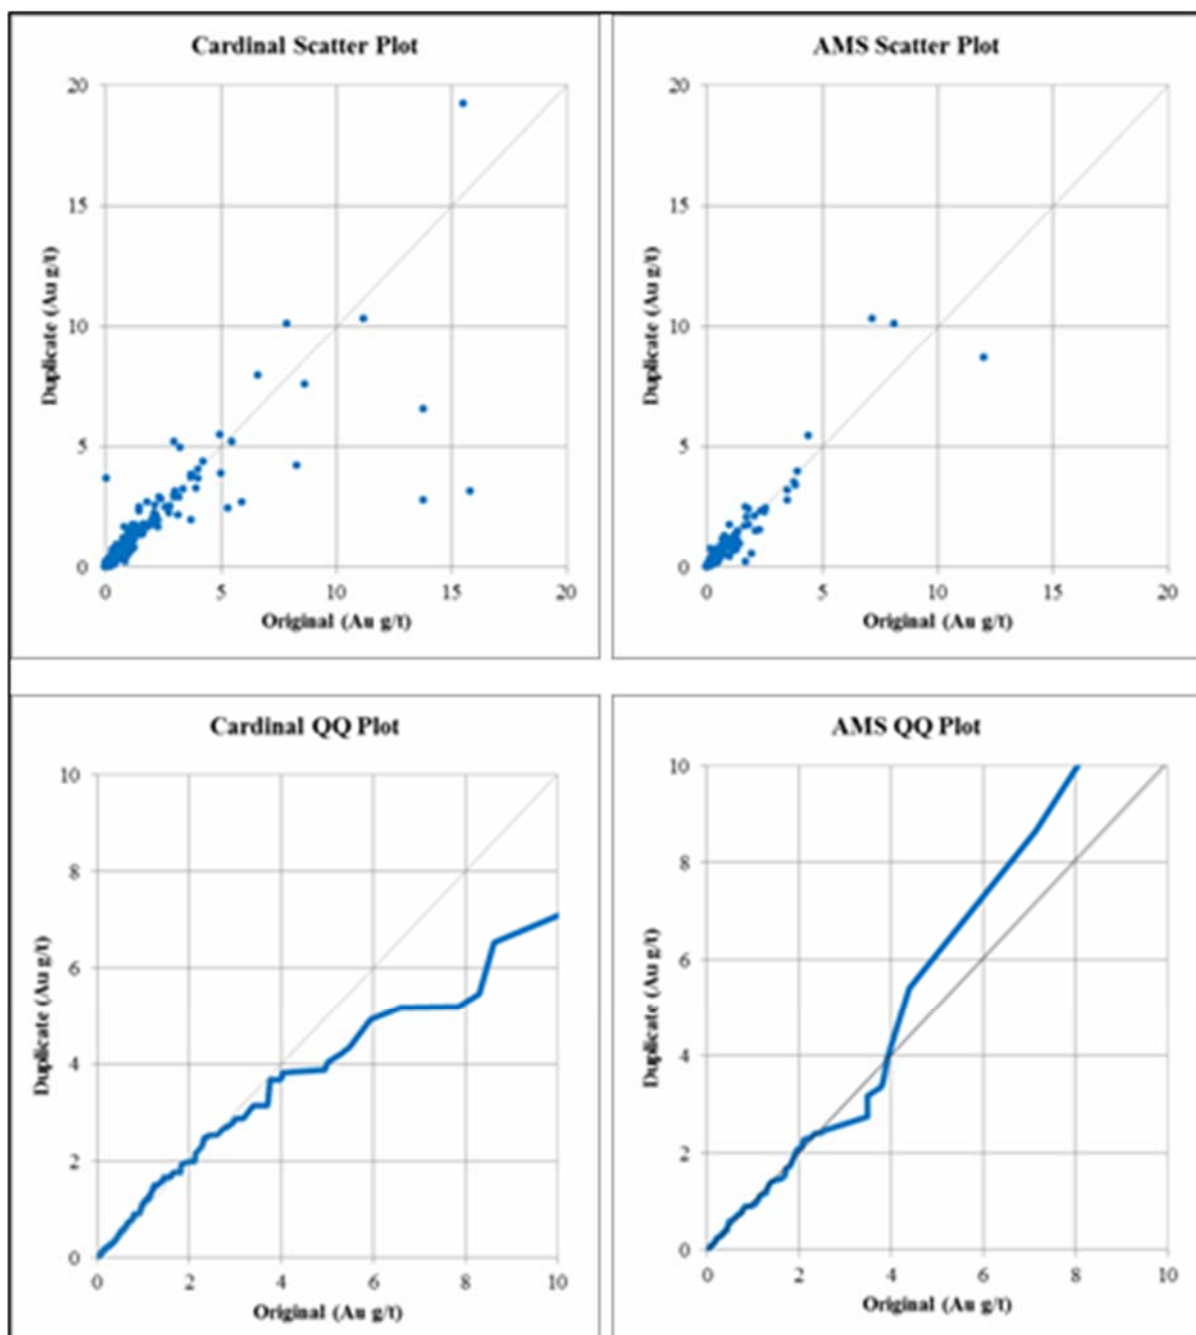 Cardinal Scatter Plot
20
15
10
5
0
0 5 10 15 20
Duplicate (Au g/t)
Original (Au g/t)
AMS Scatter Plot
20
15
10
5
0
0 5 10 15 20
Duplicate (Au g/t)
Original (Au g/t)
Cardinal QQ Plot
10
8
6
4
2
0
0 2 4 6 8 10
Duplicate (Au g/t)
Original (Au g/t)
AMS QQ Plot
10
8
6
4
2
0
0 2 4 6 8 10
Duplicate (Au g/t)
Original (Au g/t)